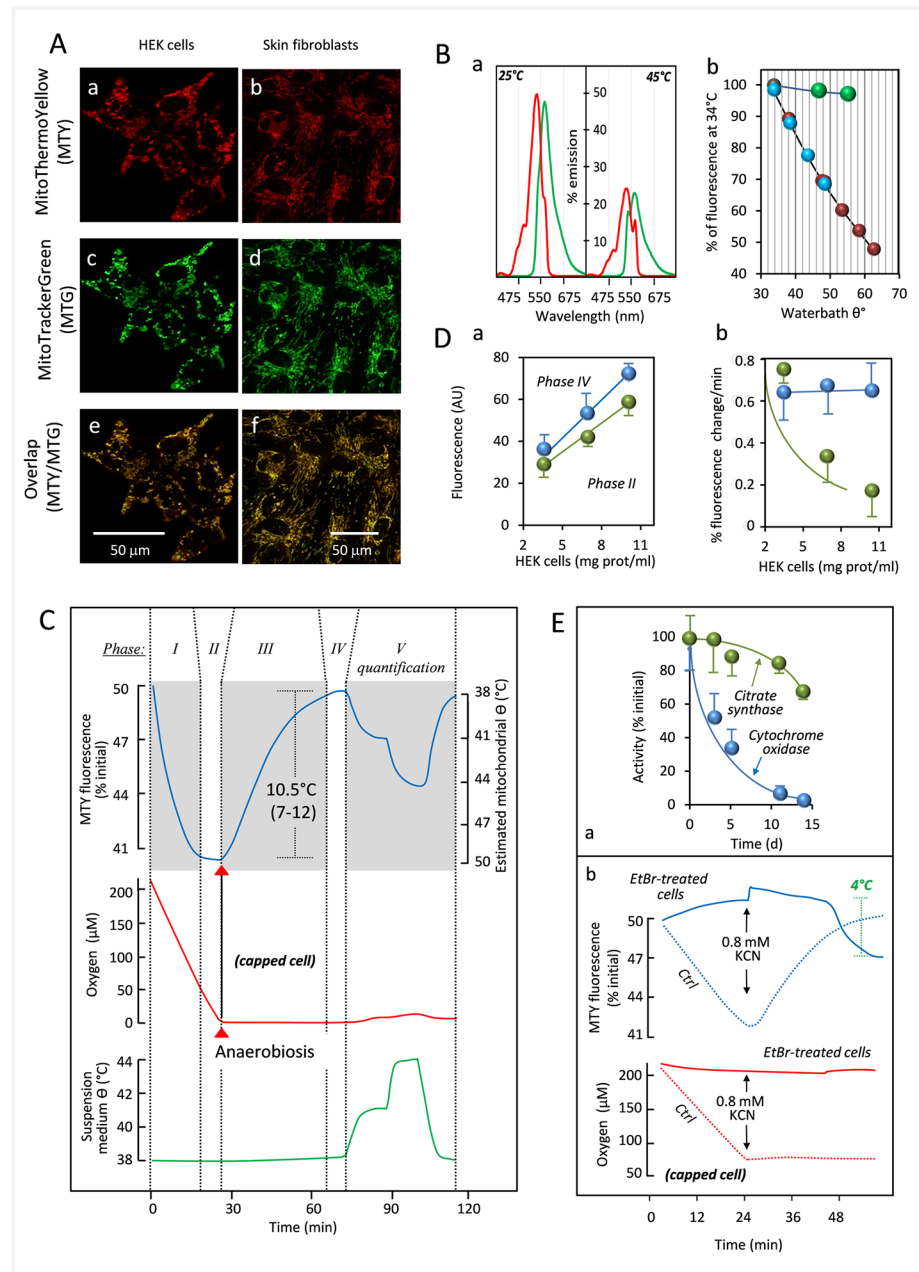 A
HEK cells
Skin fibroblasts
MitoThermoYellow
(MTY)
a
b
MitoTrackerGreen
(MTG)
c
d
Overlap
(MTY/MTG)
e
f
50 µm
50 µm
B
a
25°C
45°C
% emission
50
40
30
20
10
475 550 675
475 550 675
Wavelength (nm)
b
% of fluorescence at 34°C
100
90
80
70
60
50
40
30 40 50 60 70
Waterbath θ°
D
a
Fluorescence (AU)
80
60
40
20
0
Phase IV
Phase II
2 5 8 11
HEK cells (mg prot/ml)
b
% fluorescence change/min
0.8
0.6
0.4
0.2
0
2 5 8 11
HEK cells (mg prot/ml)
C
Phase:
I
II
III
IV
V
quantification
MTY fluorescence
(% initial)
50
47
44
41
10.5°C
(7-12)
38
41
44
47
50
Estimated mitochondrial Θ (°C)
Oxygen (µM)
200
150
100
50
0
(capped cell)
Anaerobiosis
Suspension
medium Θ (°C)
44
42
40
38
0 30 60 90 120
Time (min)
E
Activity (% iniitial)
100
80
60
40
20
0
Citrate
synthase
Cytochrome
oxidase
0 5 10 15
Time (d)
a
b
EtBr-treated
cells
4°C
MTY fluorescence
(% initial)
50
47
44
41
0.8 mM
KCN
Ctrl
EtBr-treated cells
Oxygen (µM)
200
150
100
50
0.8 mM
KCN
Ctrl
(capped cell)
0 12 24 36 48
Time (min)